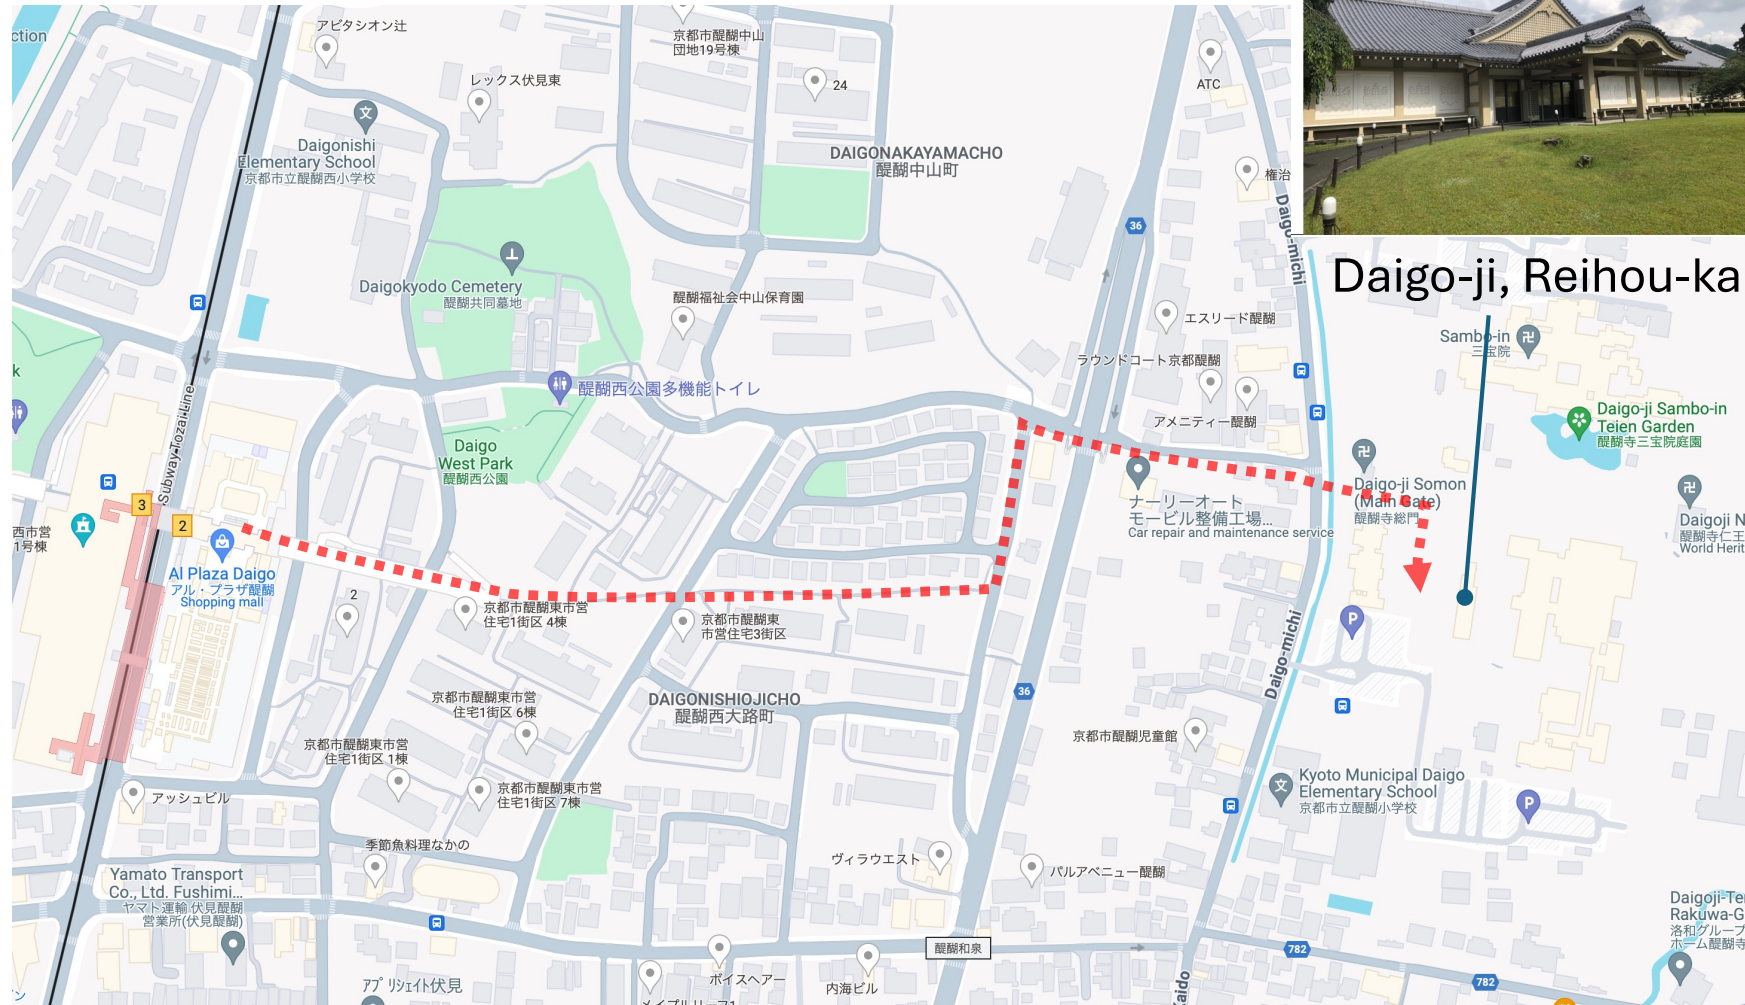 ction
アビタシオン辻
レックス伏見東
京都市醍醐中山
団地19号棟
24
ATC
Daigonishi
Elementary School
京都市立醍醐西小学校
DAIGONAKAYAMACHO
醍醐中山町
権治
36
Daigo-michi
Daigo-ji, Reihou-ka
Daigokyodo Cemetery
醍醐共同墓地
醍醐福祉会中山保育園
エスリード醍醐
Sambo-in
三宝院
ラウンドコート京都醍醐
k
醍醐西公園多機能トイレ
アメニティー醍醐
Daigo-ji Sambo-in
Teien Garden
醍醐寺三宝院庭園
Subway Tozai Line
Daigo
West Park
醍醐西公園
Daigo-ji Somon
(Main Gate)
醍醐寺総門
3
2
西市営
1号棟
ナーリーオート
モービル整備工場...
Car repair and maintenance service
Daigoji N
醍醐寺仁王
World Herit
Al Plaza Daigo
アル・プラザ醍醐
Shopping mall
2
京都市醍醐東市営
住宅1街区 4棟
京都市醍醐東
市営住宅3街区
P
Daigo-michi
京都市醍醐東市営
住宅1街区 6棟
DAIGONISHIOJICHO
醍醐西大路町
36
京都市醍醐児童館
京都市醍醐東市営
住宅1街区 1棟
京都市醍醐東市営
住宅1街区 7棟
Kyoto Municipal Daigo
Elementary School
京都市立醍醐小学校
P
アッシュビル
季節魚料理なかの
ヴィラウエスト
パルアベニュー醍醐
Yamato Transport
Co., Ltd. Fushimi...
ヤマト運輸 伏見醍醐
営業所(伏見醍醐)
Daigoji-Te
Rakuwa-G
洛和グループ
ホーム醍醐寺
醍醐和泉
782
782
ボイスヘアー
内海ビル
アプリシェイト伏見
メイプルリーフ1
aido
ン